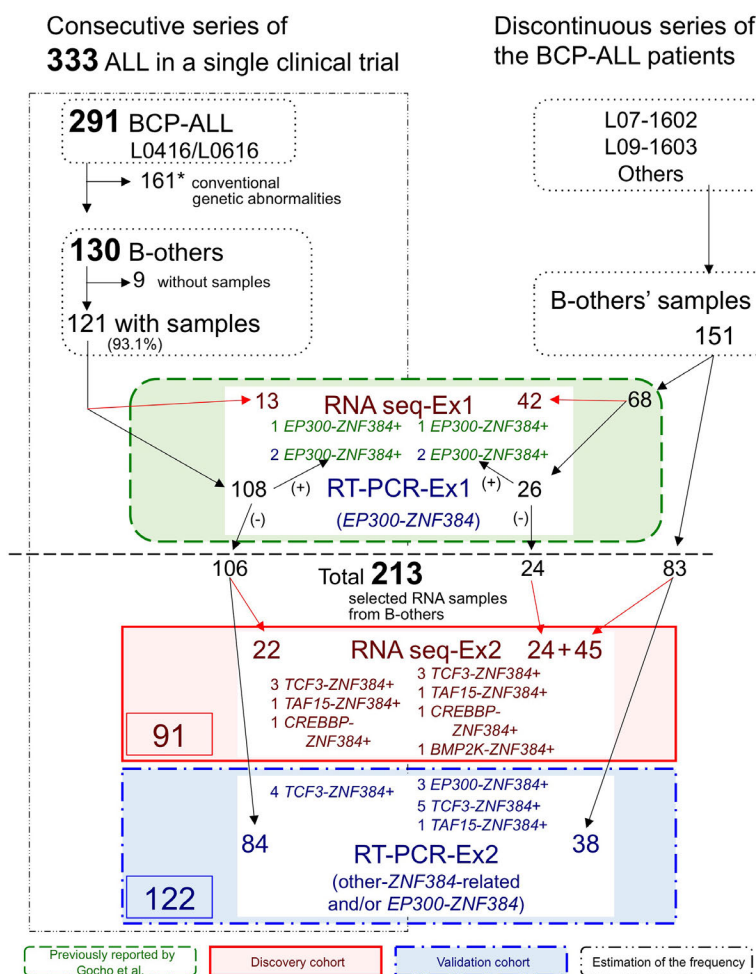 Consecutive series of
333 ALL in a single clinical trial
Discontinuous series of
the BCP-ALL patients
291 BCP-ALL
L0416/L0616
161* conventional
genetic abnormalities
130 B-others
9 without samples
121 with samples
(93.1%)
L07-1602
L09-1603
Others
B-others' samples
151
13 RNA seq-Ex1 42 68
1 EP300-ZNF384+ 1 EP300-ZNF384+
2 EP300-ZNF384+ 2 EP300-ZNF384+
108 (+) RT-PCR-Ex1 (+) 26
(-) (EP300-ZNF384) (-)
106 Total 213 24 83
selected RNA samples
from B-others
22 RNA seq-Ex2 24+45
3 TCF3-ZNF384+
1 TAF15-ZNF384+
1 CREBBP-
ZNF384+
3 TCF3-ZNF384+
1 TAF15-ZNF384+
1 CREBBP-
ZNF384+
1 BMP2K-ZNF384+
91
4 TCF3-ZNF384+
3 EP300-ZNF384+
5 TCF3-ZNF384+
1 TAF15-ZNF384+
84 RT-PCR-Ex2 38
(other-ZNF384-related
and/or EP300-ZNF384)
122
Previously reported by
Gocho et al.
Discovery cohort
Validation cohort
Estimation of the frequency